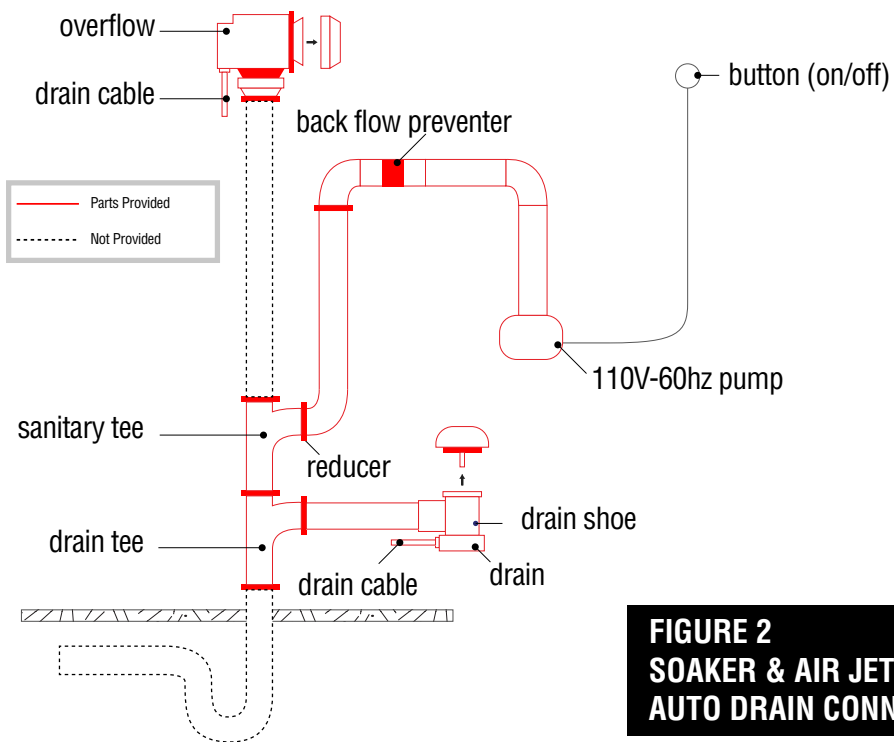 overflow
drain cable
button (on/off)
back flow preventer
Parts Provided
Not Provided
110V-60hz pump
sanitary tee
reducer
drain shoe
drain tee
drain cable
drain
FIGURE 2
SOAKER & AIR JET
AUTO DRAIN CONN